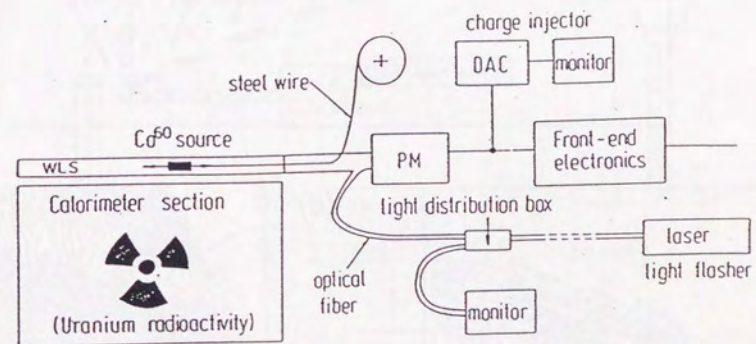 charge injector
DAC
monitor
steel wire
Co⁶⁰ source
WLS
PM
Front-end
electronics
Calorimeter section
light distribution box
laser
light flasher
optical
fiber
monitor
(Uranium radioactivity)